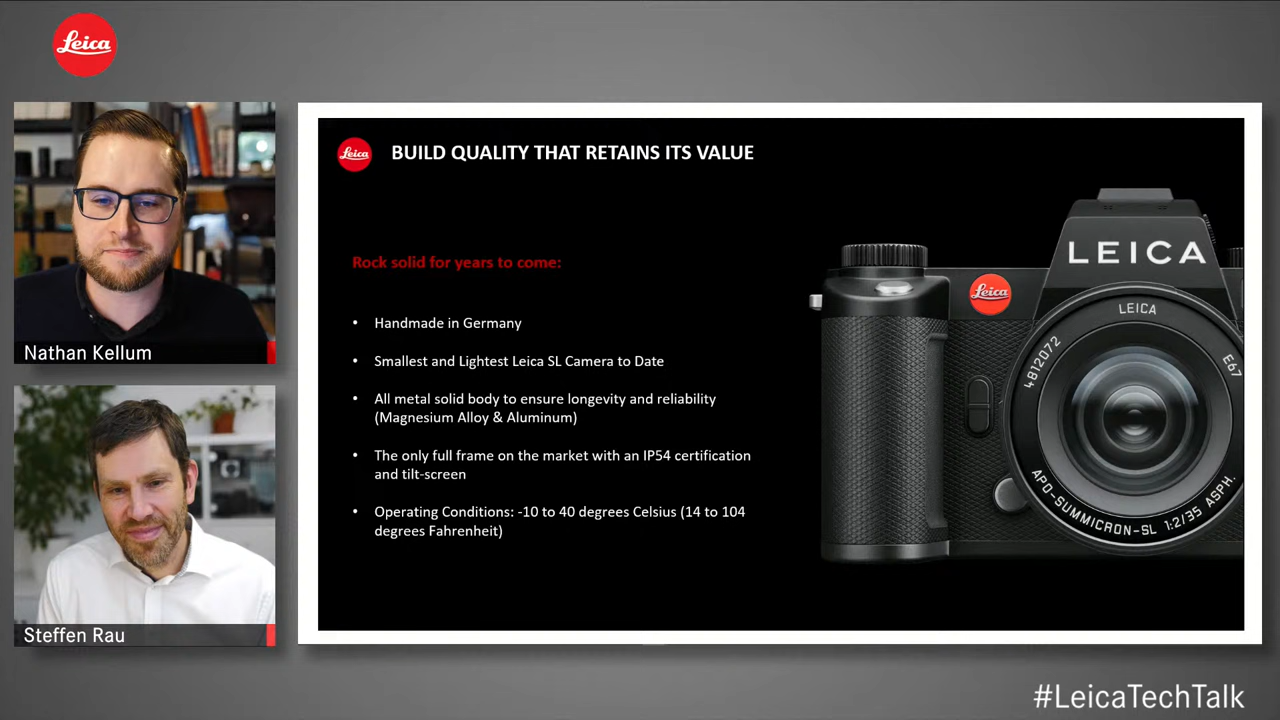 Leica
Nathan Kellum
Steffen Rau
Leica
BUILD QUALITY THAT RETAINS ITS VALUE
Rock solid for years to come:
• Handmade in Germany
• Smallest and Lightest Leica SL Camera to Date
• All metal solid body to ensure longevity and reliability
(Magnesium Alloy & Aluminum)
• The only full frame on the market with an IP54 certification
and tilt-screen
• Operating Conditions: -10 to 40 degrees Celsius (14 to 104
degrees Fahrenheit)
LEICA
Leica
LEICA
4812072
E67
APO-SUMMICRON-SL 1:2/35 ASPH.
#LeicaTechTalk